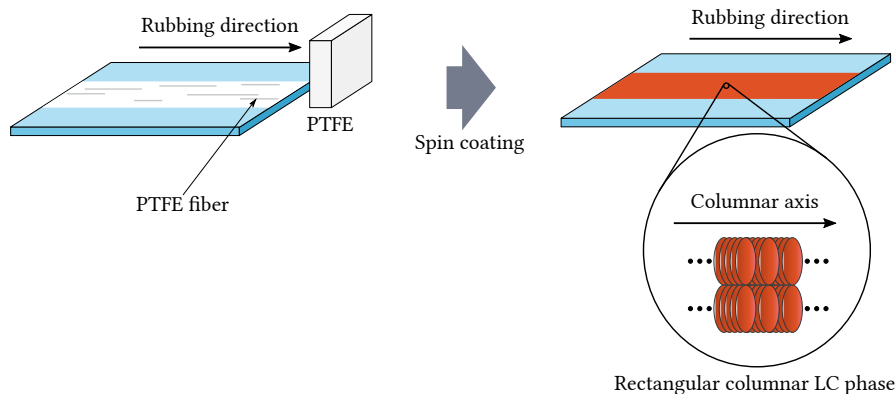 Rubbing direction
PTFE
PTFE fiber
Spin coating
Rubbing direction
Columnar axis
Rectangular columnar LC phase